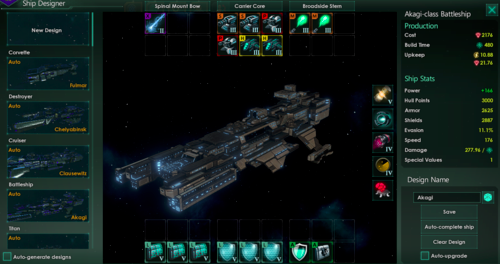 Ship Designer
New Design
Corvette
Auto
Fulmar
Destroyer
Auto
Chelyabinsk
Cruiser
Auto
Clausewitz
Battleship
Auto
Akagi
Titan
Auto
Auto-generate designs
Spinal Mount Bow
Carrier Core
Broadside Stern
Akagi-class Battleship
Production
Cost 2176
Build Time 480
Upkeep 10.88
21.76
Ship Stats
Power +166
Hull Points 3000
Armor 2625
Shields 2887
Evasion 11.1%
Speed 176
Damage 277.96 /
Special Values 1
Design Name
Akagi
Save
Auto-complete ship
Clear Design
Auto-upgrade